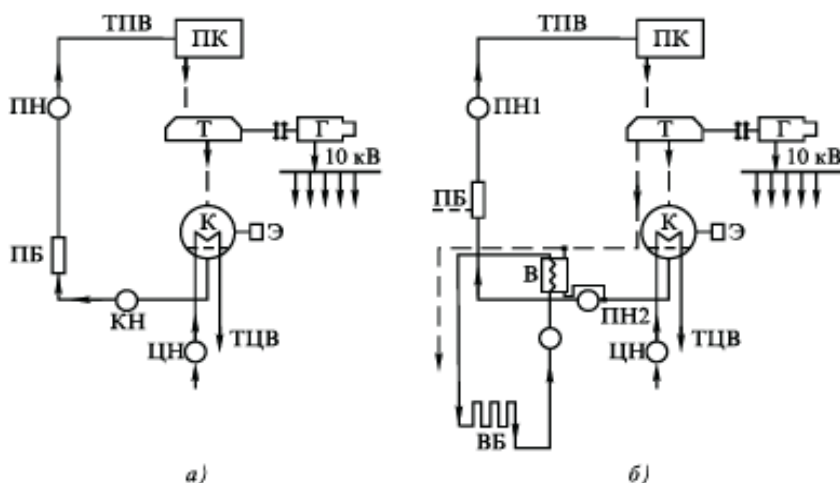 ТПВ
ПК
ПН
Т
Г
10 кВ
К
Э
ПБ
КН
ЦН
ТЦВ
а)
ТПВ
ПК
ПН1
Т
Г
10 кВ
ПБ
К
Э
В
ПН2
ЦН
ТЦВ
ВБ
б)